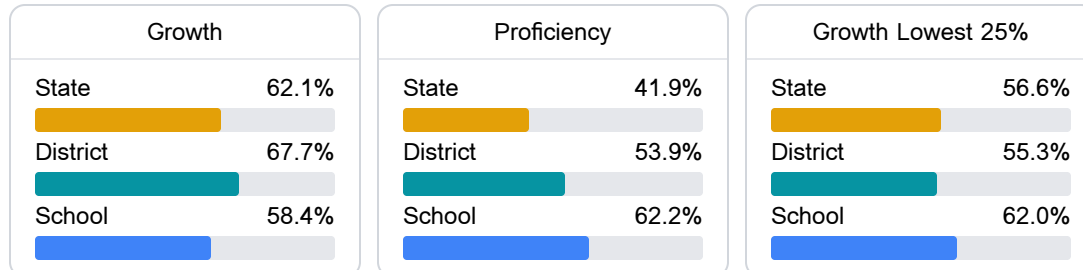 Growth
State 62.1%
District 67.7%
School 58.4%
Proficiency
State 41.9%
District 53.9%
School 62.2%
Growth Lowest 25%
State 56.6%
District 55.3%
School 62.0%